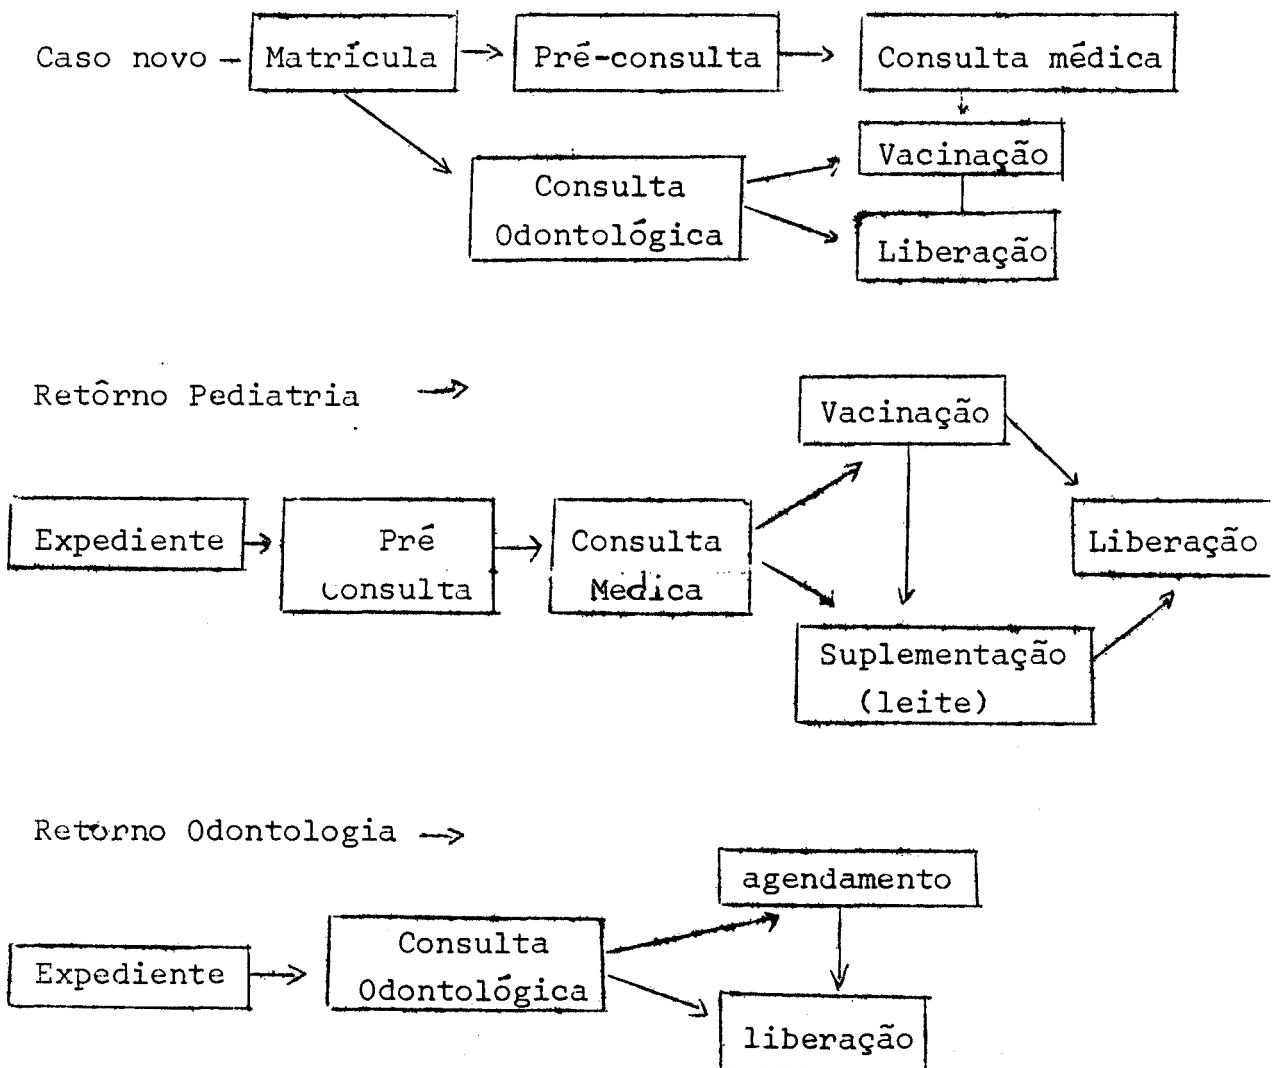 Caso novo – Matrícula → Pré-consulta → Consulta médica
Vacinação
Consulta
Odontológica
Liberação
Retôrno Pediatria →
Vacinação
Expediente → Pré → Consulta
Consulta Medica
Liberação
Suplementação
(leite)
Retorno Odontologia →
agendamento
Expediente → Consulta
Odontológica
liberação